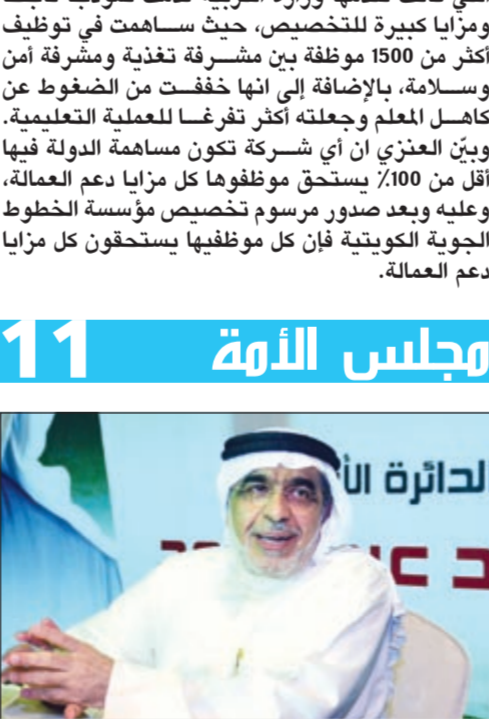 ومزايا كبيرة للتخصيص، حيث ساهمت في توظيف
أكثر من 1500 موظفة بين مشرفة تغذية ومشرفة أمن
وسلامة، بالإضافة إلى انها خففت من الضغوط عن
كاهل المعلم وجعلته أكثر تفرغا للعملية التعليمية.
وبيّن العنزي ان أي شركة تكون مساهمة الدولة فيها
أقل من 100٪ يستحق موظفوها كل مزايا دعم العمالة،
وعليه وبعد صدور مرسوم تخصيص مؤسسة الخطوط
الجوية الكويتية فإن كل موظفيها يستحقون كل مزايا
دعم العمالة.
مجلس الأمة 11
لدائرة